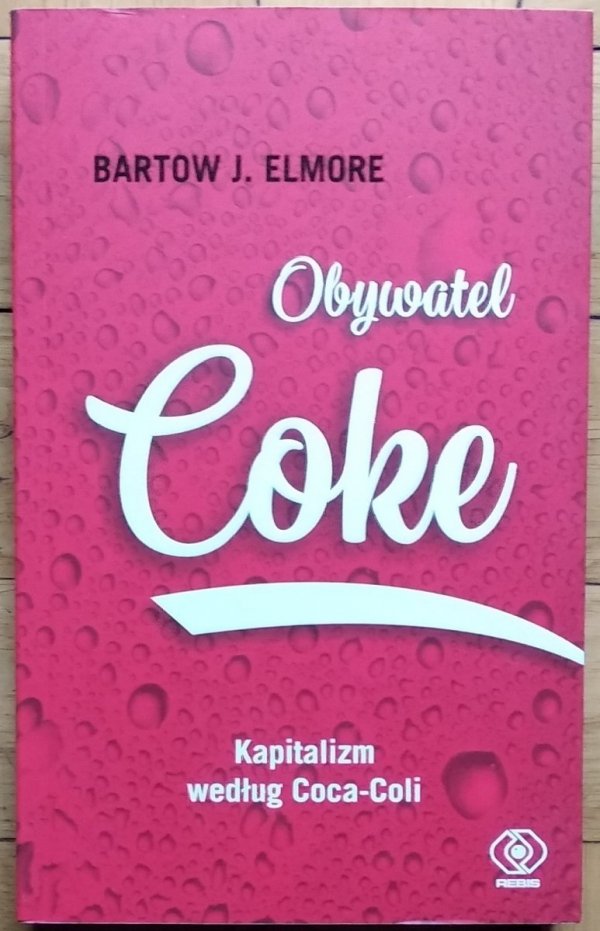 BARTOW J. ELMORE
Obywatel
Coke
Kapitalizm
według Coca-Coli
REBIS